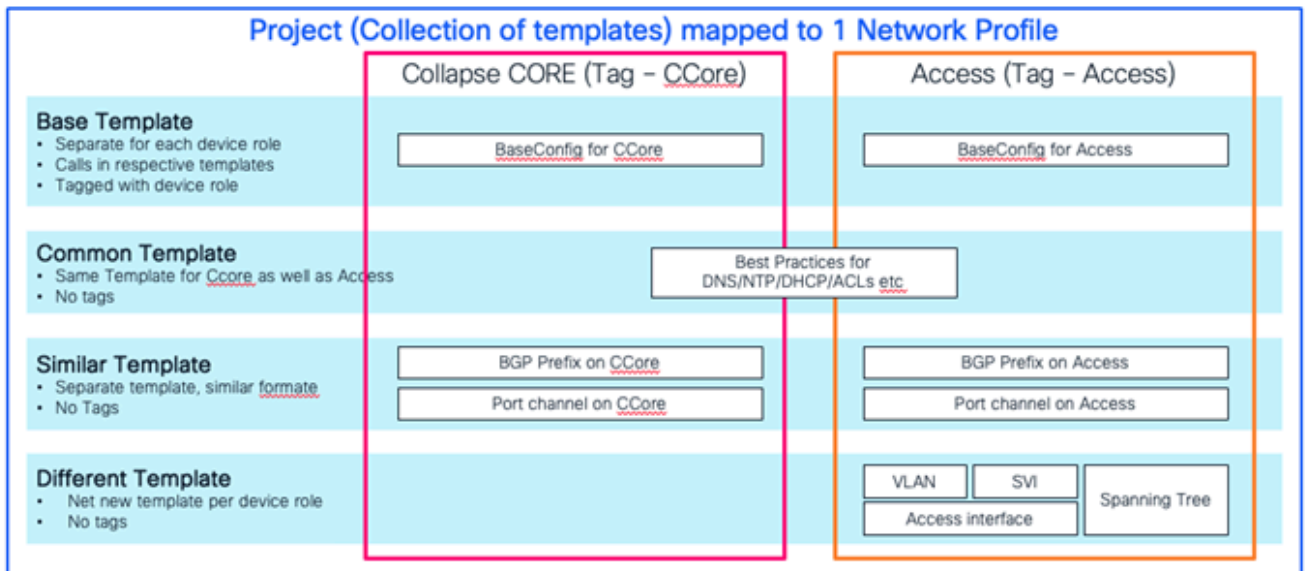 Project (Collection of templates) mapped to 1 Network Profile
Collapse CORE (Tag - CCore)
Access (Tag - Access)
Base Template
• Separate for each device role
• Calls in respective templates
• Tagged with device role
BaseConfig for CCore
BaseConfig for Access
Common Template
• Same Template for Ccore as well as Access
• No tags
Best Practices for
DNS/NTP/DHCP/ACLs etc
Similar Template
• Separate template, similar formate
• No Tags
BGP Prefix on CCore
BGP Prefix on Access
Port channel on CCore
Port channel on Access
Different Template
• Net new template per device role
• No tags
VLAN
SVI
Spanning Tree
Access interface